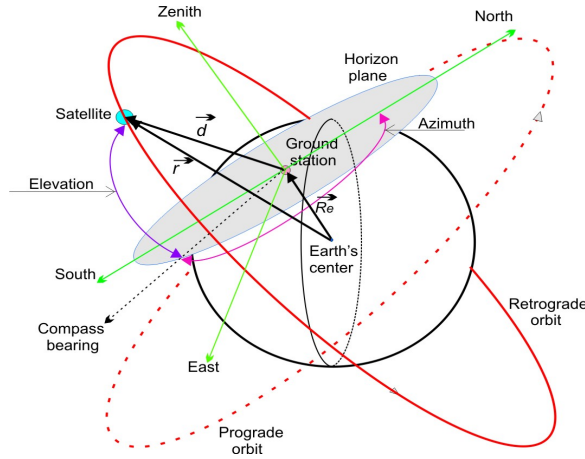 Zenith
North
Horizon
plane
Satellite
d
Azimuth
Ground
station
r
Elevation
Re
Earth's
center
South
Retrograde
orbit
Compass
bearing
East
Prograde
orbit